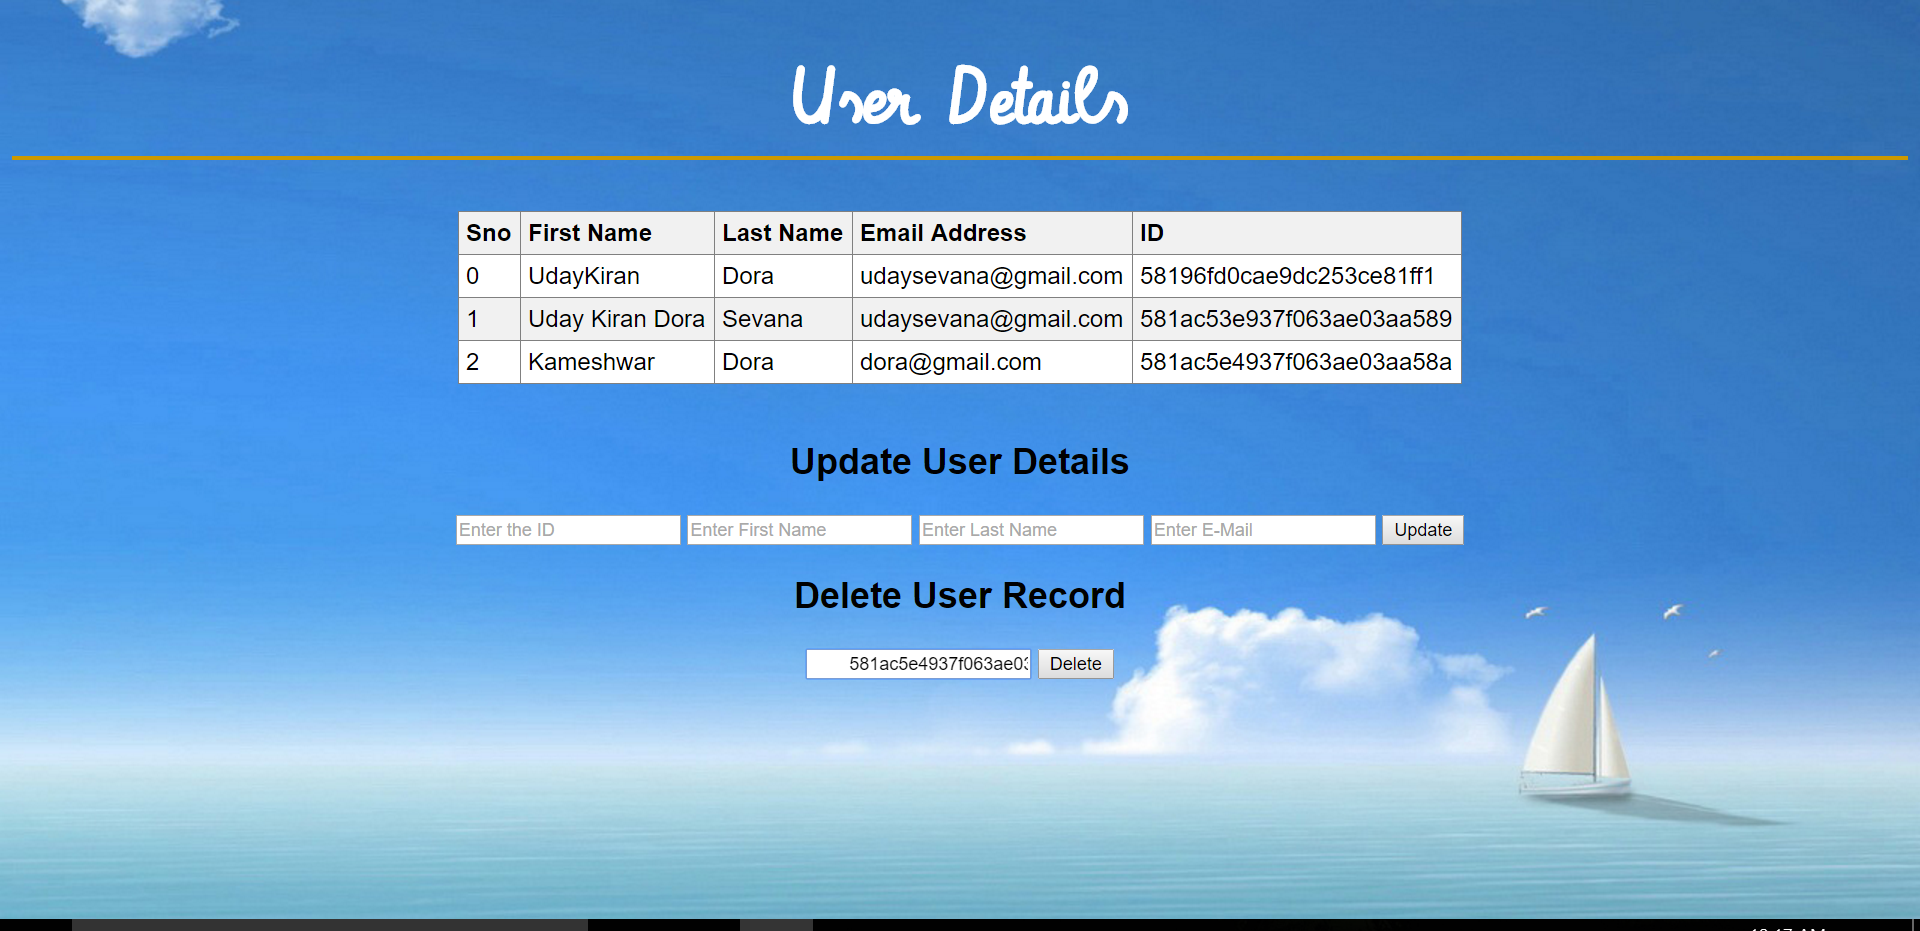 User Details
Sno First Name Last Name Email Address ID
0 UdayKiran Dora udaysevana@gmail.com 58196fd0cae9dc253ce81ff1
1 Uday Kiran Dora Sevana udaysevana@gmail.com 581ac53e937f063ae03aa589
2 Kameshwar Dora dora@gmail.com 581ac5e4937f063ae03aa58a
Update User Details
Enter the ID Enter First Name Enter Last Name Enter E-Mail Update
Delete User Record
581ac5e4937f063ae0 Delete